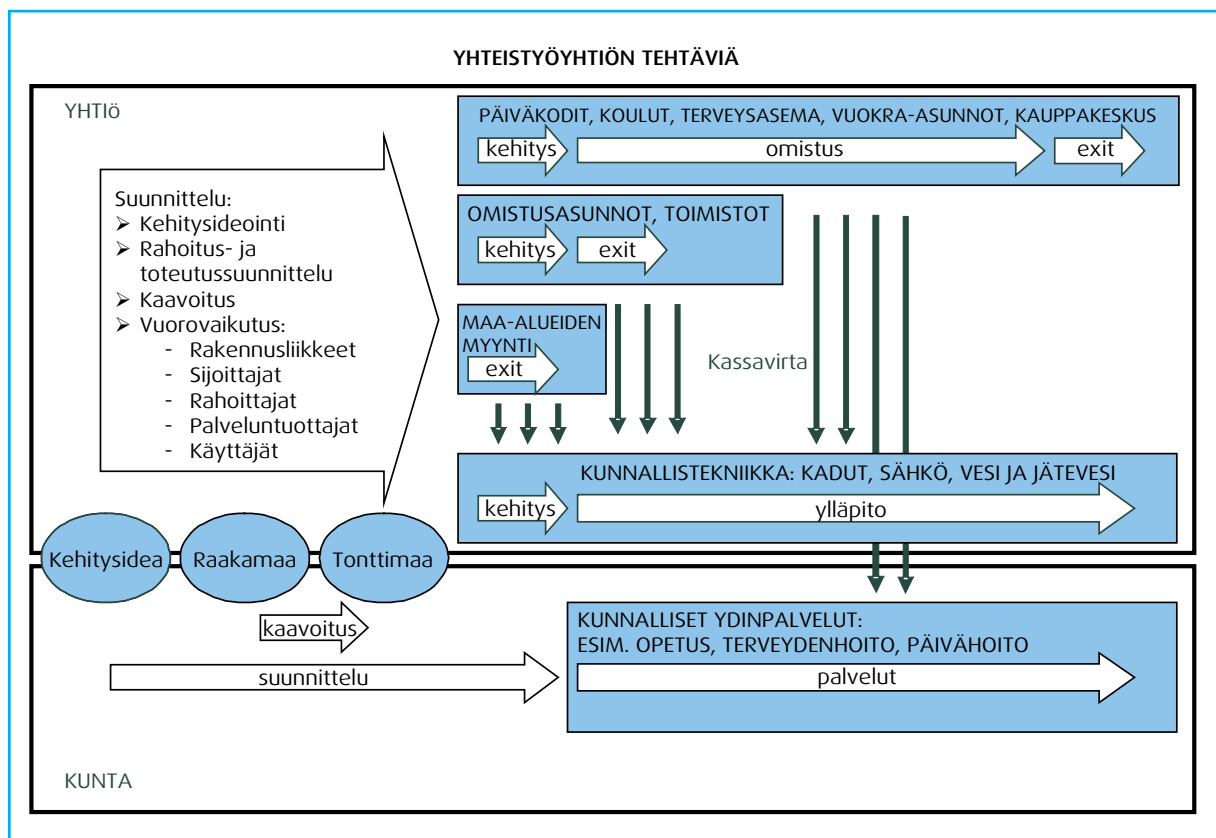 YHTEISTYÖYHTIÖN TEHTÄVIÄ
YHTIö
Suunnittelu:
➢ Kehitysideointi
➢ Rahoitus- ja
toteutussuunnittelu
➢ Kaavoitus
➢ Vuorovaikutus:
- Rakennusliikkeet
- Sijoittajat
- Rahoittajat
- Palveluntuottajat
- Käyttäjät
PÄIVÄKODIT, KOULUT, TERVEYSASEMA, VUOKRA-ASUNNOT, KAUPPAKESKUS
kehitys omistus exit
OMISTUSASUNNOT, TOIMISTOT
kehitys exit
MAA-ALUEIDEN
MYYNTI
exit
Kassavirta
KUNNALLISTEKNIIKKA: KADUT, SÄHKÖ, VESI JA JÄTEVESI
kehitys ylläpito
Kehitysidea Raakamaa Tonttimaa
kaavoitus
suunnittelu
KUNNALLISET YDINPALVELUT:
ESIM. OPETUS, TERVEYDENHOITO, PÄIVÄHOITO
palvelut
KUNTA